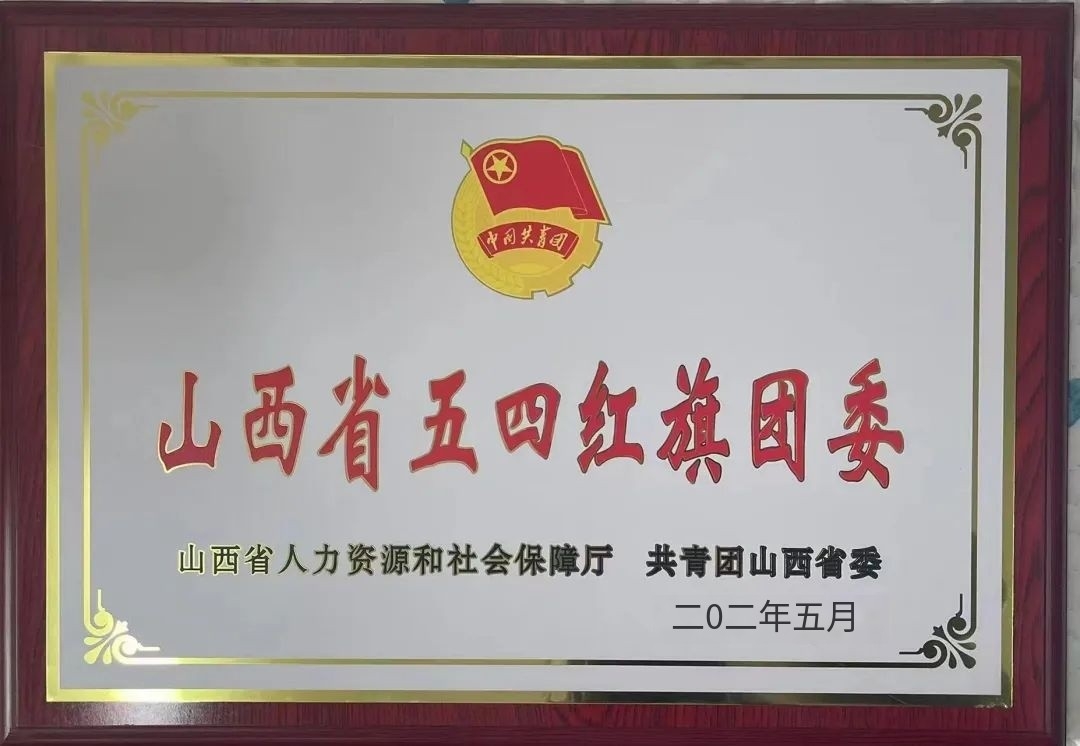 中国共青团
山西省五四红旗团委
山西省人力资源和社会保障厅 共青团山西省委
二0二年五月